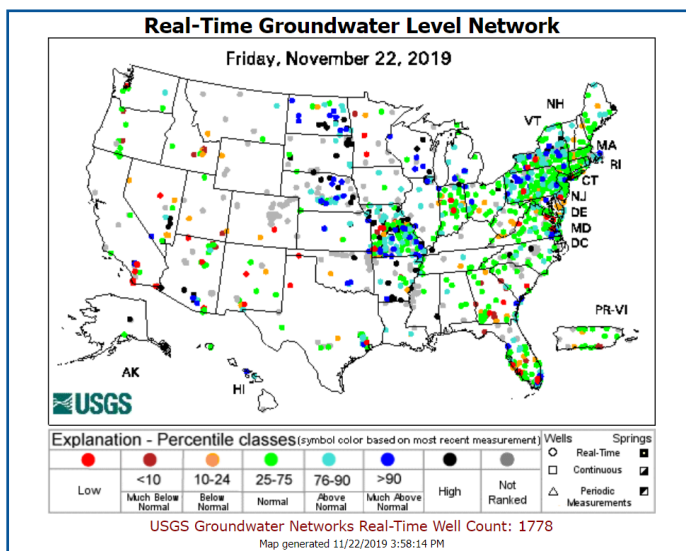 Real-Time Groundwater Level Network
Friday, November 22, 2019
NH
VT
MA
RI
CT
NJ
DE
MD
DC
PR-VI
AK
HI
USGS
Explanation - Percentile classes (symbol color based on most recent measurement)
Low
<10
Much Below
Normal
10-24
Below
Normal
25-75
Normal
76-90
Above
Normal
>90
Much Above
Normal
High
Not
Ranked
Wells Springs
Real-Time
Continuous
Periodic
Measurements
USGS Groundwater Networks Real-Time Well Count: 1778
Map generated 11/22/2019 3:58:14 PM